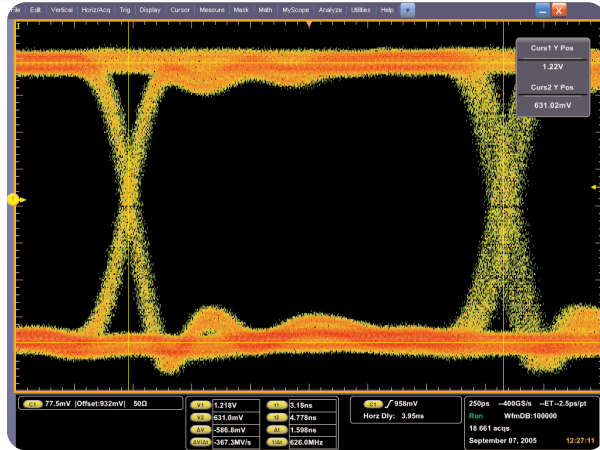 File Edit Vertical Horiz/Acq Trig Display Cursor Measure Mask Math MyScope Analyze Utilities Help
X
Curs1 Y Pos
1.22V
Curs2 Y Pos
631.02mV
C1 77.5mV |Offset:932mV| 50Ω
V1 1.218V
V2 631.0mV
ΔV -586.8mV
ΔV/Δt -367.3MV/s
t1 3.18ns
t2 4.778ns
Δt 1.598ns
1/Δt 626.0MHz
C1 958mV
Horz Dly: 3.95ns
250ps --400GS/s --ET--2.5ps/pt
Run WfmDB:100000
18 661 acqs
September 07, 2005 12:27:11